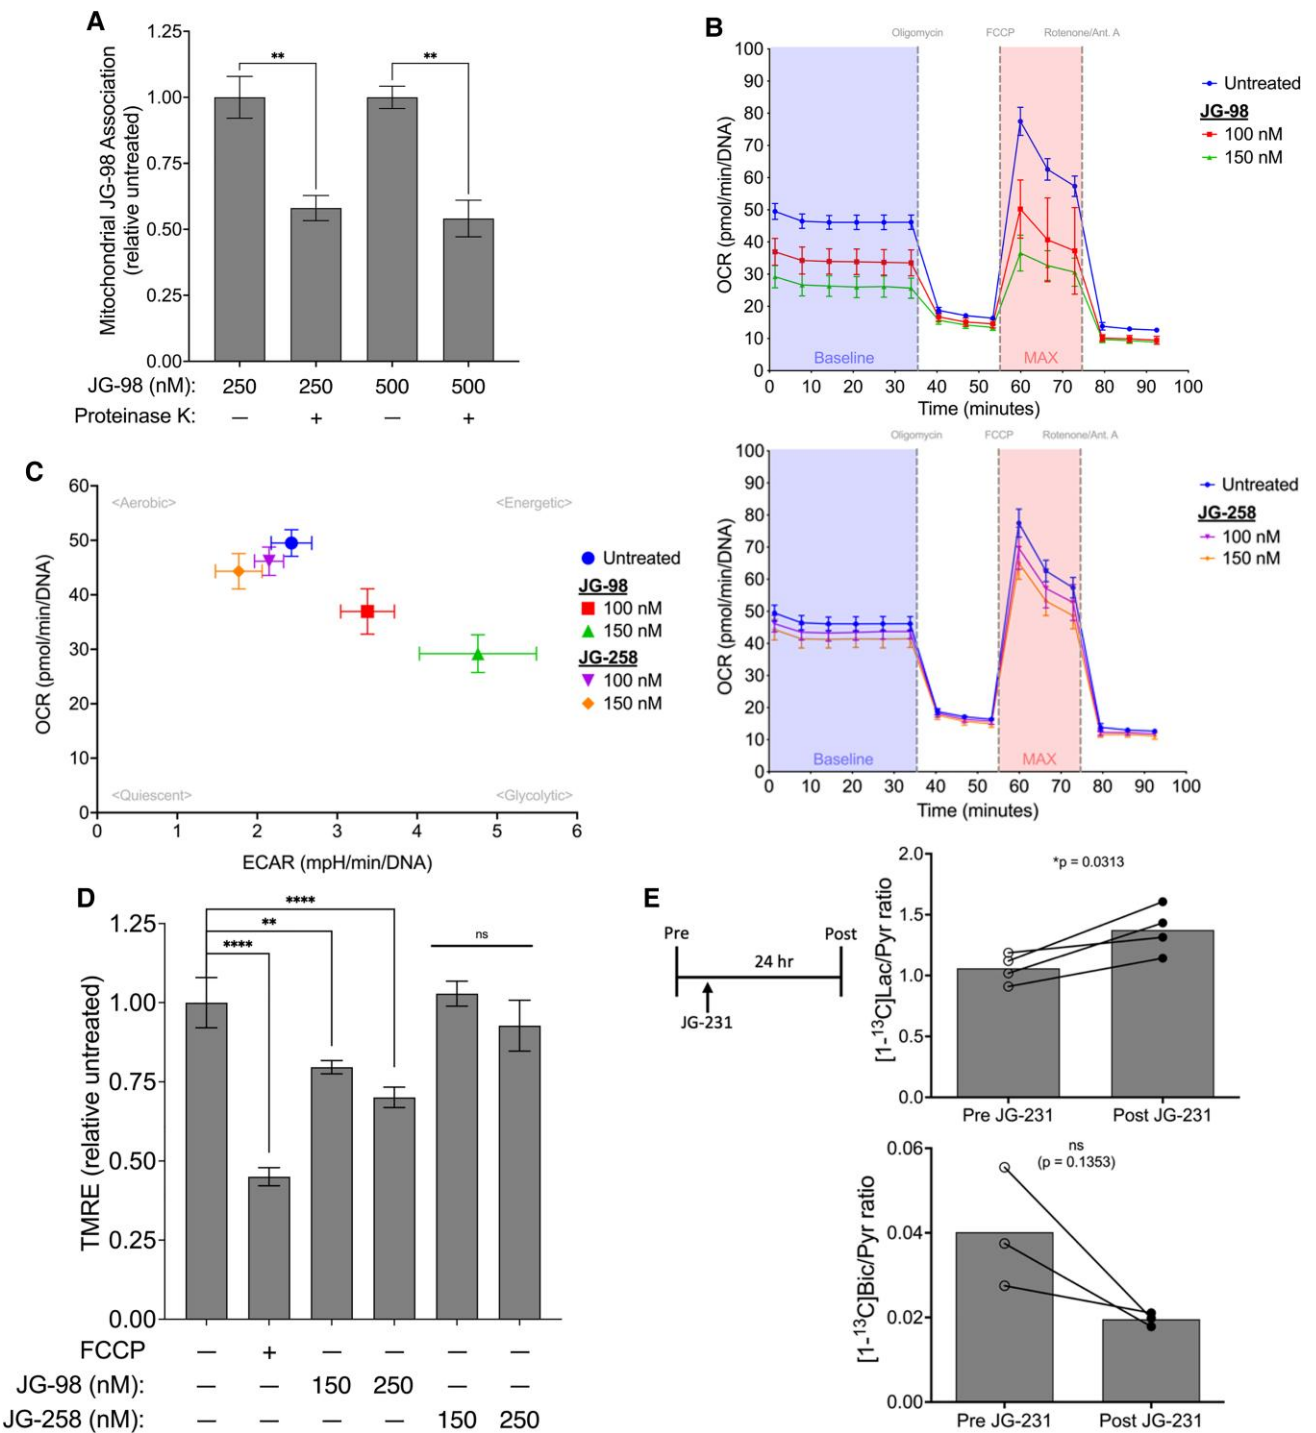 A
Mitochondrial JG-98 Association
(relative untreated)
1.25
1.00
0.75
0.50
0.25
0.00
**
**
JG-98 (nM): 250 250 500 500
Proteinase K: — + — +
B
Oligomycin FCCP Rotenone/Ant. A
OCR (pmol/min/DNA)
100
90
80
70
60
50
40
30
20
10
0
Baseline MAX
0 10 20 30 40 50 60 70 80 90 100
Time (minutes)
Untreated
JG-98
100 nM
150 nM
Oligomycin FCCP Rotenone/Ant. A
OCR (pmol/min/DNA)
100
90
80
70
60
50
40
30
20
10
0
Baseline MAX
0 10 20 30 40 50 60 70 80 90 100
Time (minutes)
Untreated
JG-258
100 nM
150 nM
C
OCR (pmol/min/DNA)
60
50
40
30
20
10
0
<Aerobic> <Energetic>
<Quiescent> <Glycolytic>
0 1 2 3 4 5 6
ECAR (mpH/min/DNA)
Untreated
JG-98
100 nM
150 nM
JG-258
100 nM
150 nM
D
TMRE (relative untreated)
1.25
1.00
0.75
0.50
0.25
0.00
****
**
****
ns
FCCP — + — — — —
JG-98 (nM): — — 150 250 — —
JG-258 (nM): — — — — 150 250
E
Pre Post
24 hr
JG-231
[1-¹³C]Lac/Pyr ratio
2.0
1.5
1.0
0.5
0.0
*p = 0.0313
Pre JG-231 Post JG-231
[1-¹³C]Bic/Pyr ratio
0.06
0.04
0.02
0.00
ns
(p = 0.1353)
Pre JG-231 Post JG-231